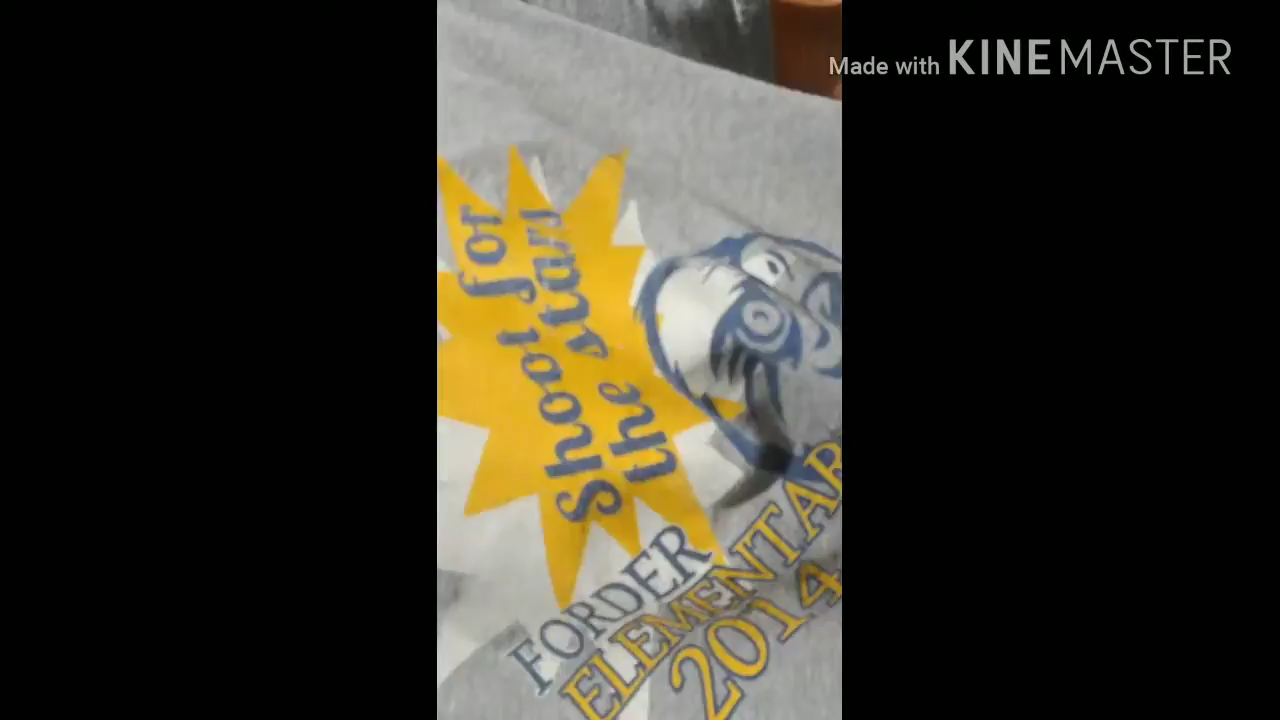 Made with KINEMASTER
Shoot for
the stars
FORDER
ELEMENTAR
2014